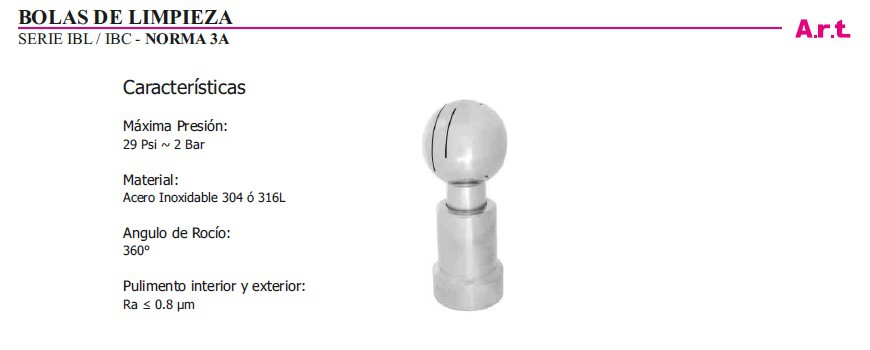 BOLAS DE LIMPIEZA
SERIE IBL / IBC - NORMA 3A
A.r.t.
Características
Máxima Presión:
29 Psi ~ 2 Bar
Material:
Acero Inoxidable 304 ó 316L
Angulo de Rocío:
360°
Pulimento interior y exterior:
Ra ≤ 0.8 µm